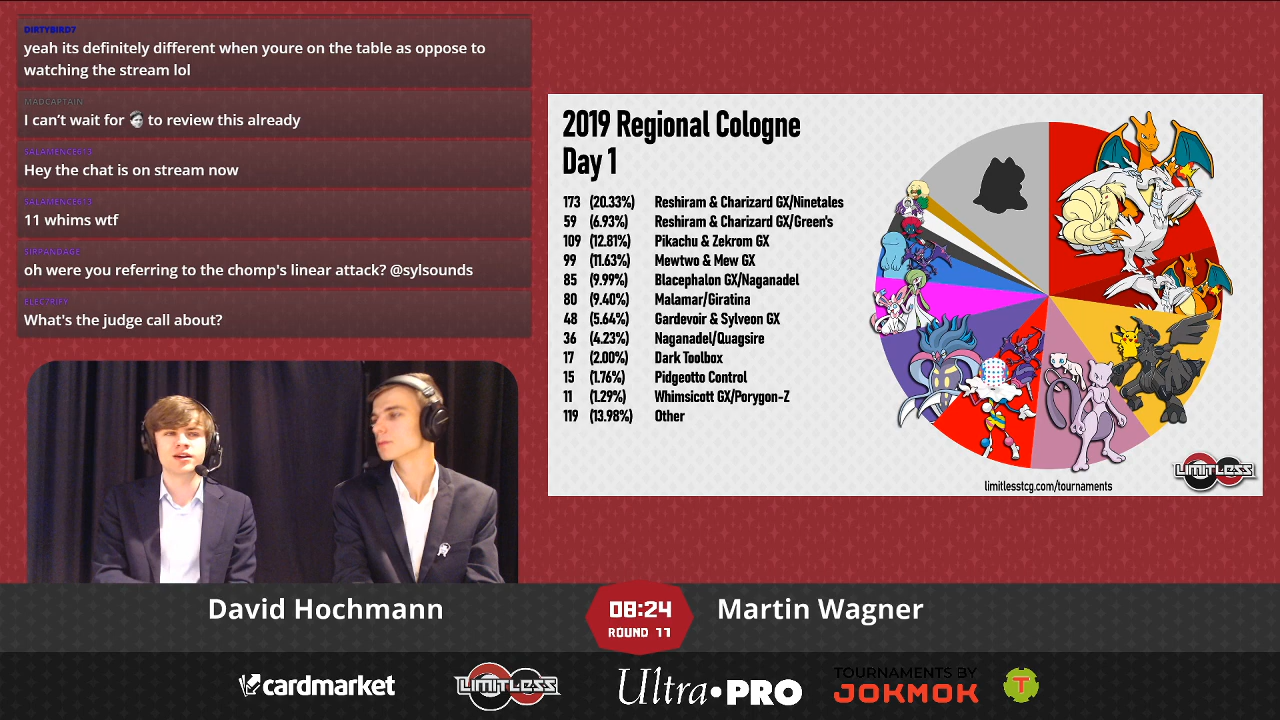 DIRTYBIRD7
yeah its definitely different when youre on the table as oppose to
watching the stream lol
MADCAPTAIN
I can't wait for to review this already
SALAMENCE613
Hey the chat is on stream now
SALAMENCE613
11 whims wtf
SIRPANDAGE
oh were you referring to the chomp's linear attack? @sylsounds
ELECZRIFY
What's the judge call about?
2019 Regional Cologne
Day 1
173 (20.33%) Reshiram & Charizard GX/Ninetales
59 (6.93%) Reshiram & Charizard GX/Green's
109 (12.81%) Pikachu & Zekrom GX
99 (11.63%) Mewtwo & Mew GX
85 (9.99%) Blacephalon GX/Naganadel
80 (9.40%) Malamar/Giratina
48 (5.64%) Gardevoir & Sylveon GX
36 (4.23%) Naganadel/Quagsire
17 (2.00%) Dark Toolbox
15 (1.76%) Pidgeotto Control
11 (1.29%) Whimsicott GX/Porygon-Z
119 (13.98%) Other
LIMITLESS
limitlesstcg.com/tournaments
David Hochmann
08:24
ROUND 11
Martin Wagner
cardmarket
LIMITLESS
Ultra•PRO
TOURNAMENTS BY
JOKMOK
T